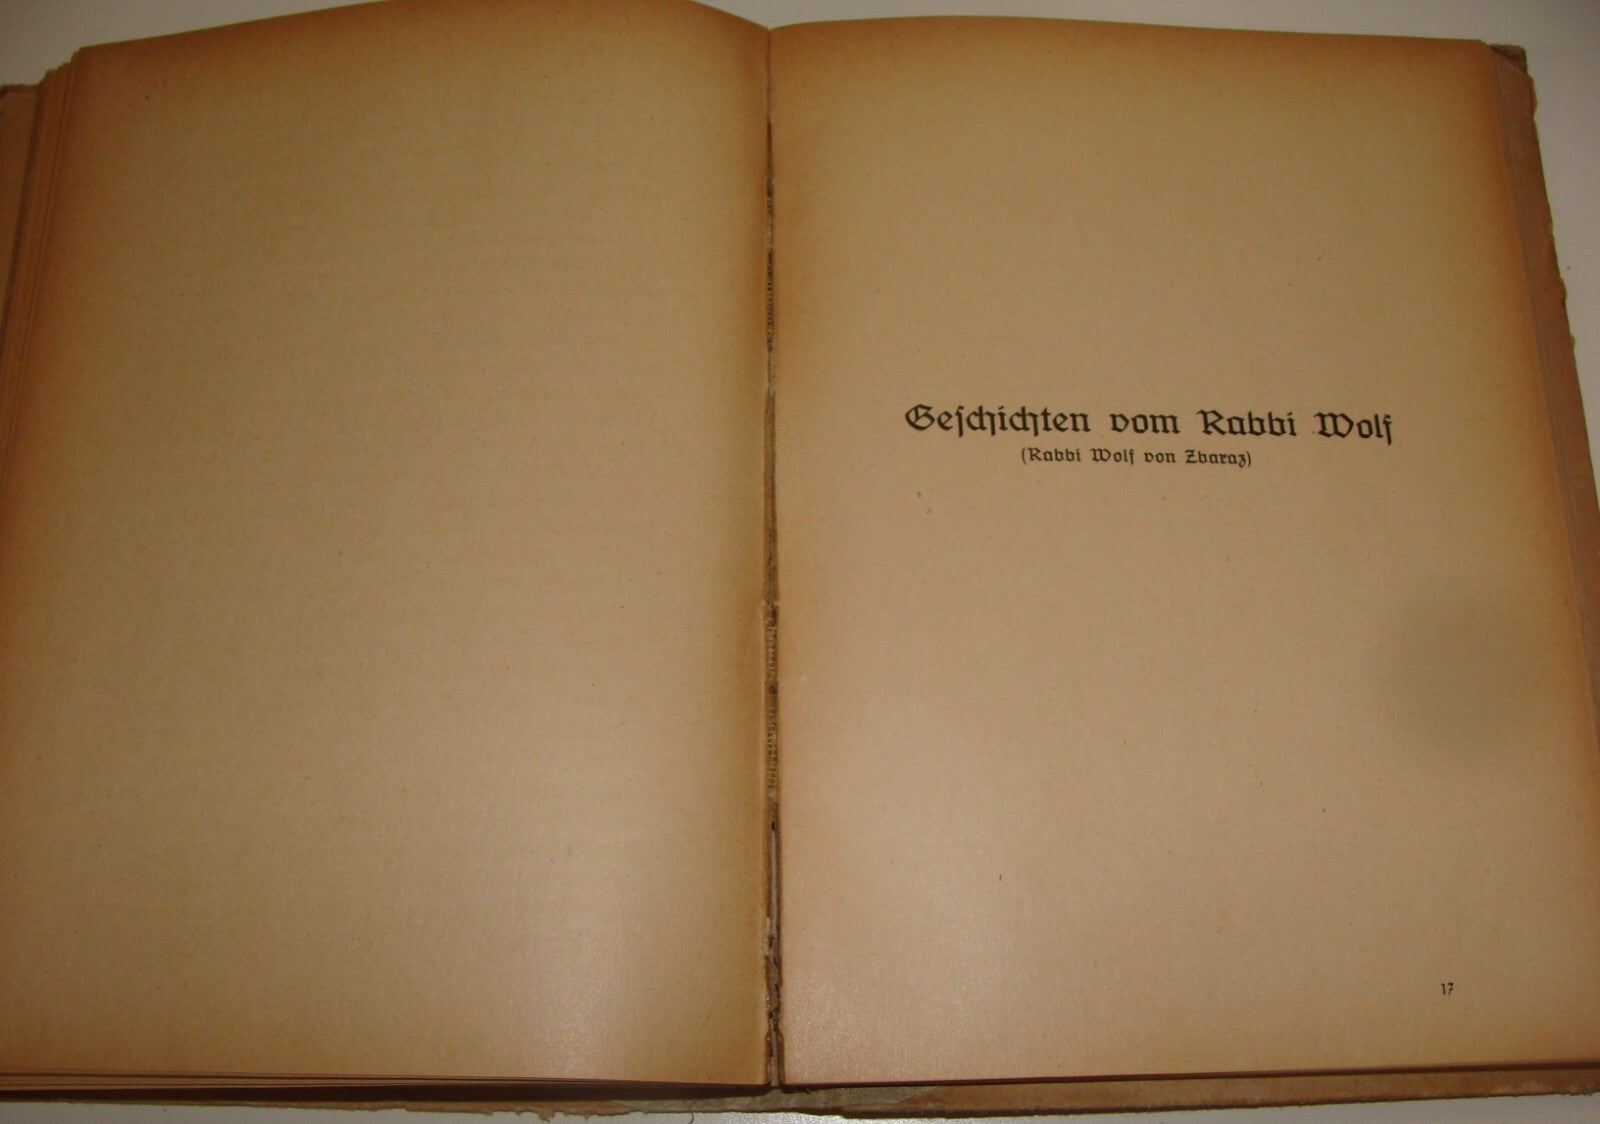 Geſchichten vom Rabbi Wolf
(Rabbi Wolf von Zbaraz)
17